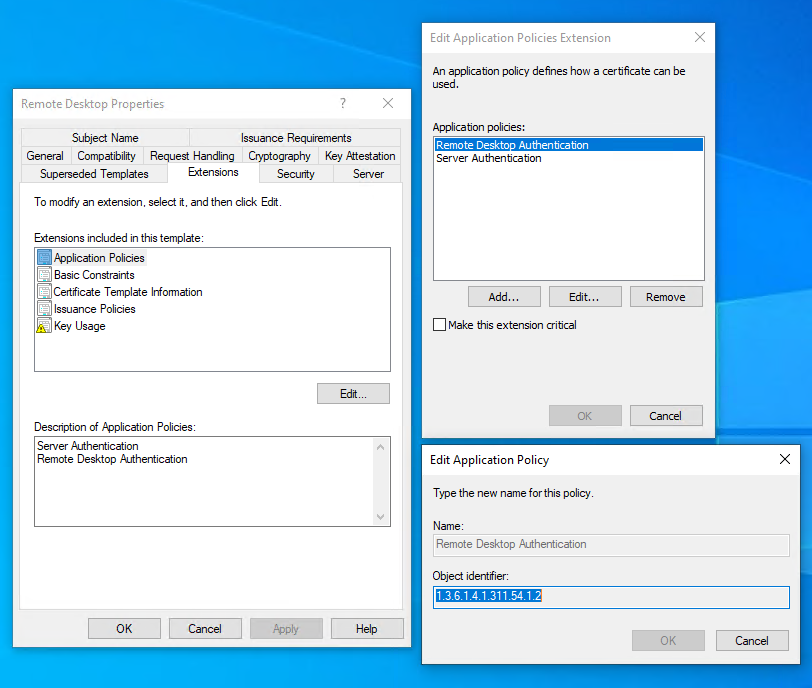 Remote Desktop Properties
?
Subject Name
Issuance Requirements
General
Compatibility
Request Handling
Cryptography
Key Attestation
Superseded Templates
Extensions
Security
Server
To modify an extension, select it, and then click Edit.
Extensions included in this template:
Application Policies
Basic Constraints
Certificate Template Information
Issuance Policies
Key Usage
Edit...
Description of Application Policies:
Server Authentication
Remote Desktop Authentication
OK
Cancel
Apply
Help
Edit Application Policies Extension
An application policy defines how a certificate can be
used.
Application policies:
Remote Desktop Authentication
Server Authentication
Add...
Edit...
Remove
Make this extension critical
OK
Cancel
Edit Application Policy
Type the new name for this policy.
Name:
Remote Desktop Authentication
Object identifier:
1.3.6.1.4.1.311.54.1.2
OK
Cancel